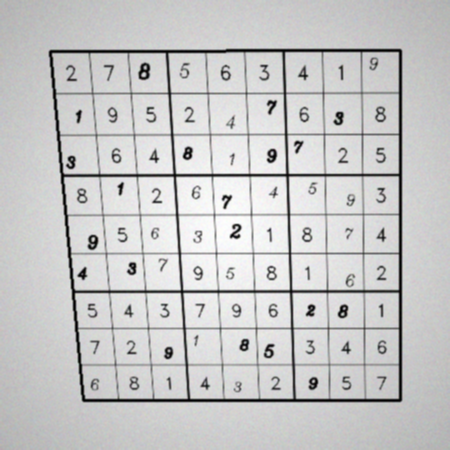 2 7 8 5 6 3 4 1 9
1 9 5 2 4 7 6 3 8
3 6 4 8 1 9 7 2 5
8 1 2 6 7 4 5 9 3
9 5 6 3 2 1 8 7 4
4 3 7 9 5 8 1 6 2
5 4 3 7 9 6 2 8 1
7 2 9 1 8 5 3 4 6
6 8 1 4 3 2 9 5 7